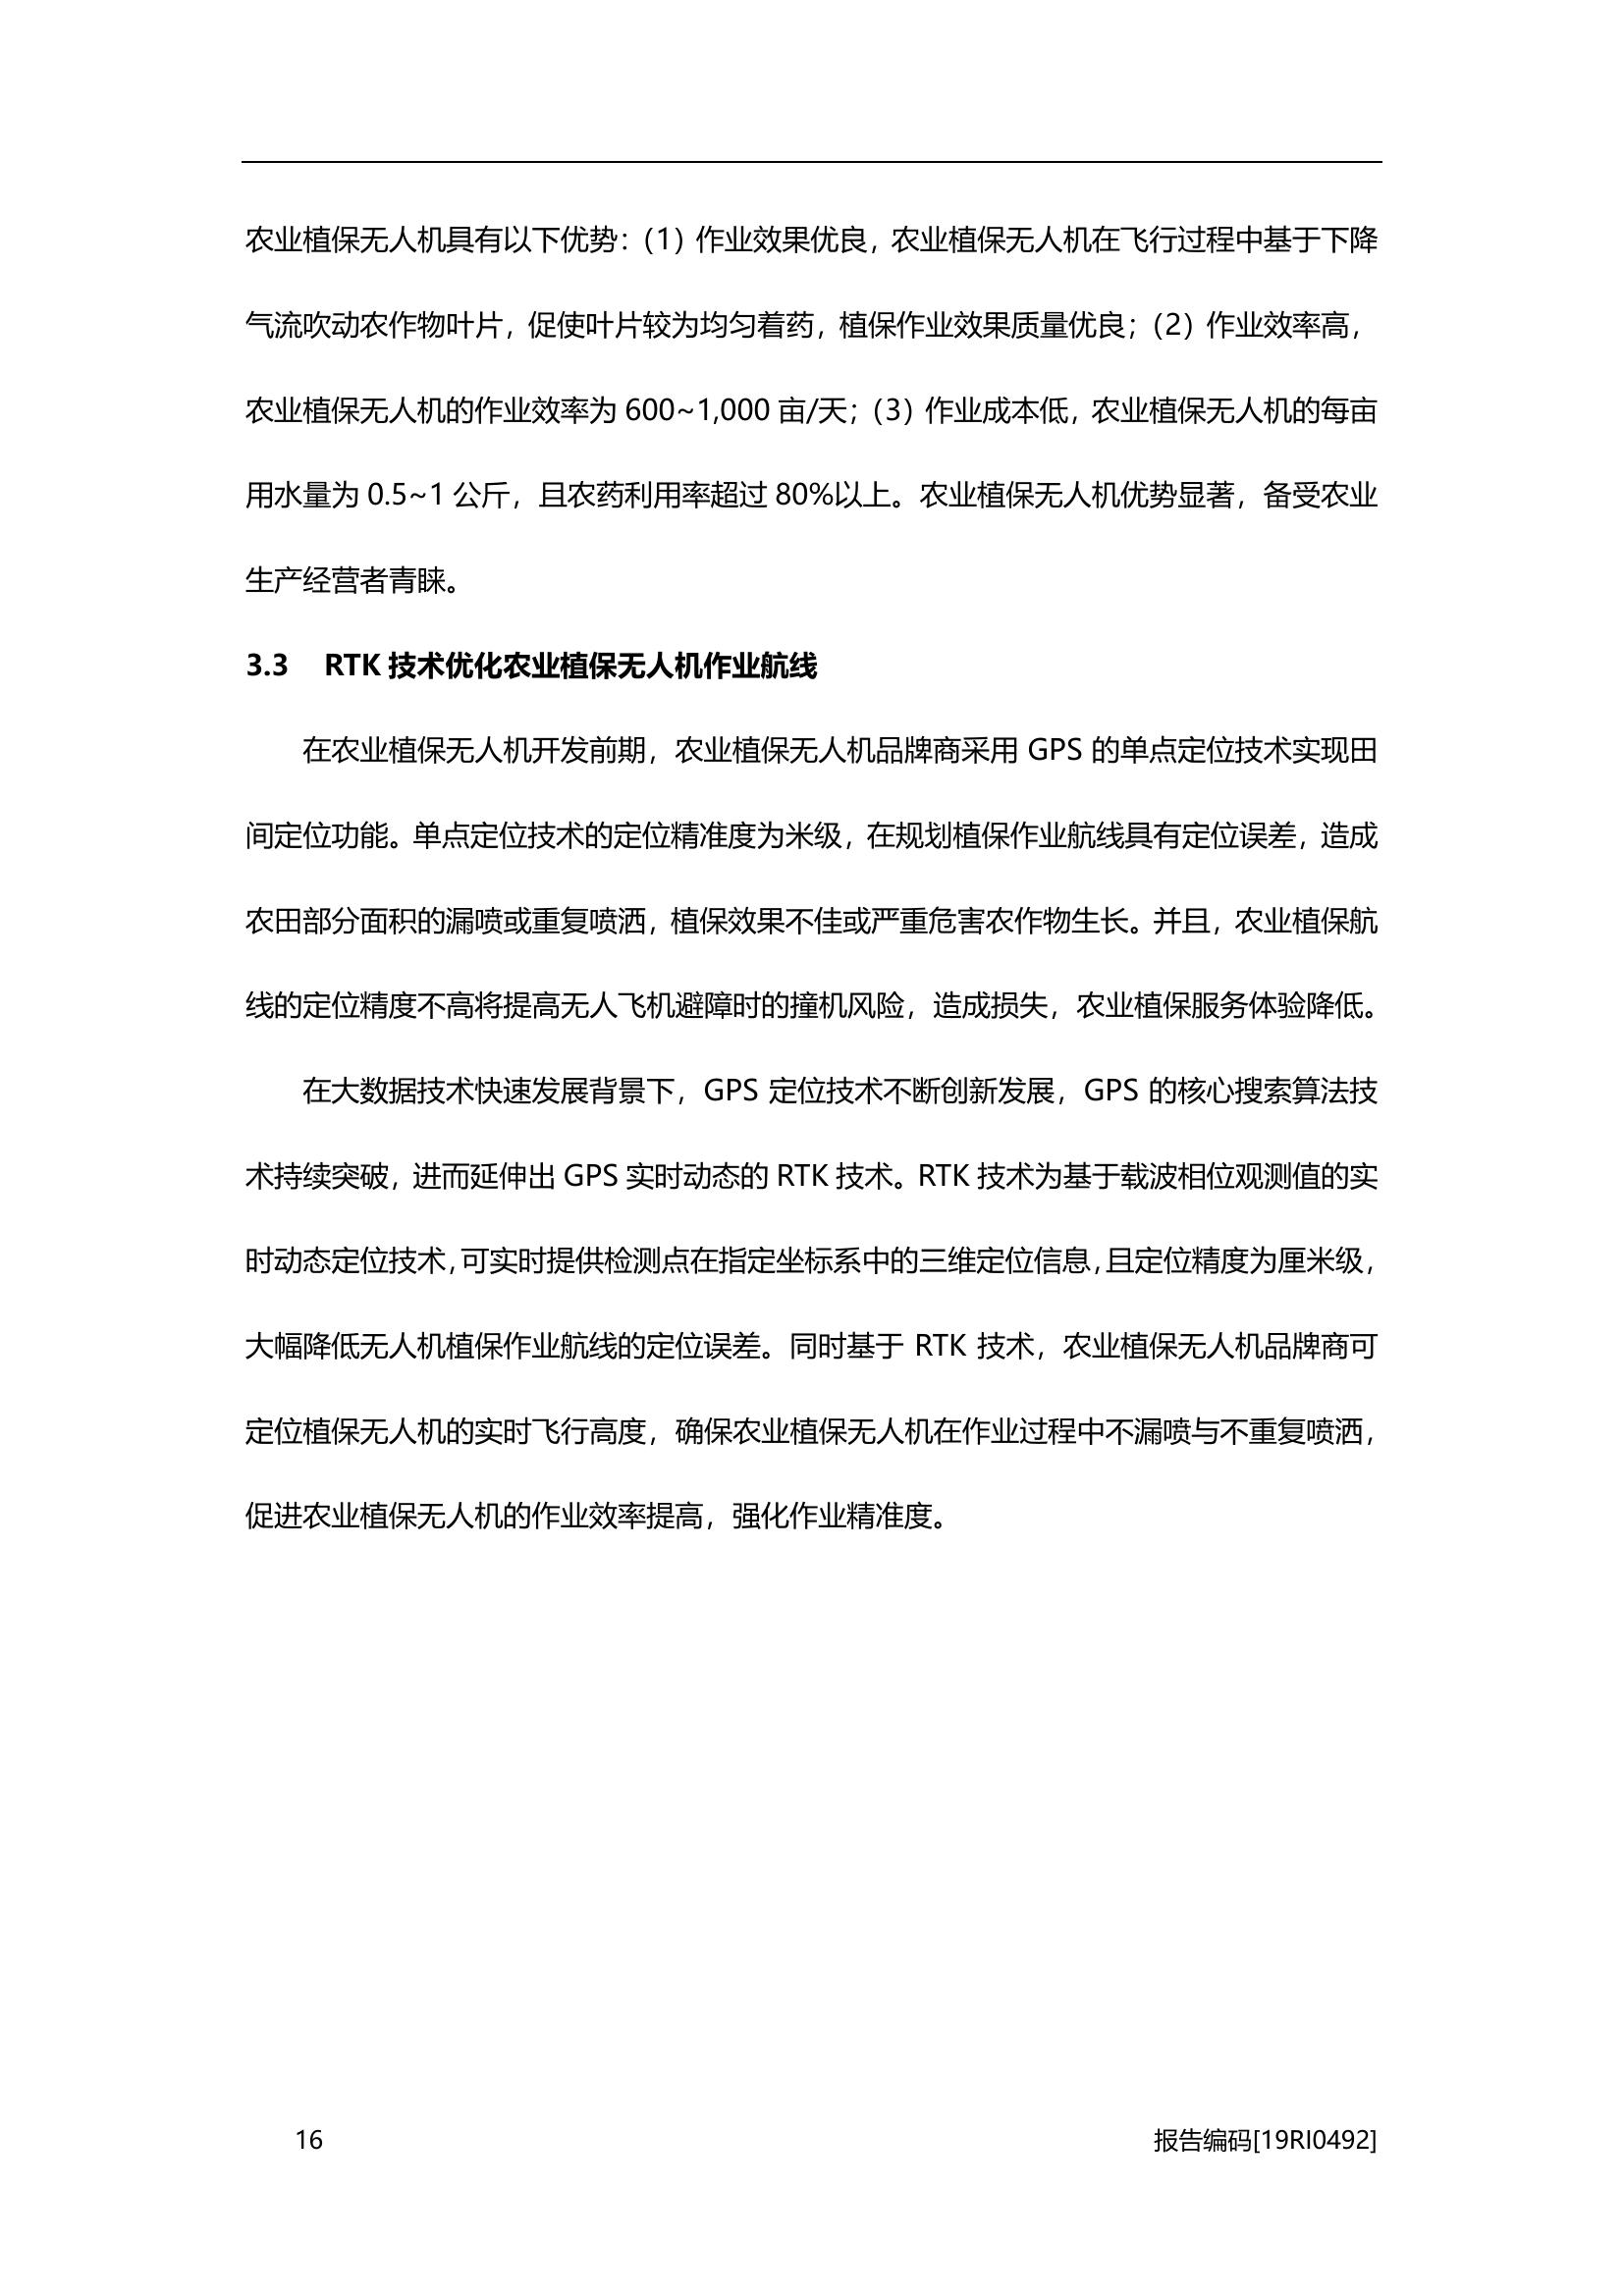 农业植保无人机具有以下优势：（1）作业效果优良，农业植保无人机在飞行过程中基于下降
气流吹动农作物叶片，促使叶片较为均匀着药，植保作业效果质量优良；（2）作业效率高，
农业植保无人机的作业效率为 600~1,000 亩/天；（3）作业成本低，农业植保无人机的每亩
用水量为 0.5~1 公斤，且农药利用率超过 80%以上。农业植保无人机优势显著，备受农业
生产经营者青睐。
3.3 RTK 技术优化农业植保无人机作业航线
在农业植保无人机开发前期，农业植保无人机品牌商采用 GPS 的单点定位技术实现田
间定位功能。单点定位技术的定位精准度为米级，在规划植保作业航线具有定位误差，造成
农田部分面积的漏喷或重复喷洒，植保效果不佳或严重危害农作物生长。并且，农业植保航
线的定位精度不高将提高无人飞机避障时的撞机风险，造成损失，农业植保服务体验降低。
在大数据技术快速发展背景下，GPS 定位技术不断创新发展，GPS 的核心搜索算法技
术持续突破，进而延伸出 GPS 实时动态的 RTK 技术。RTK 技术为基于载波相位观测值的实
时动态定位技术，可实时提供检测点在指定坐标系中的三维定位信息，且定位精度为厘米级，
大幅降低无人机植保作业航线的定位误差。同时基于 RTK 技术，农业植保无人机品牌商可
定位植保无人机的实时飞行高度，确保农业植保无人机在作业过程中不漏喷与不重复喷洒，
促进农业植保无人机的作业效率提高，强化作业精准度。
16 报告编码[19RI0492]